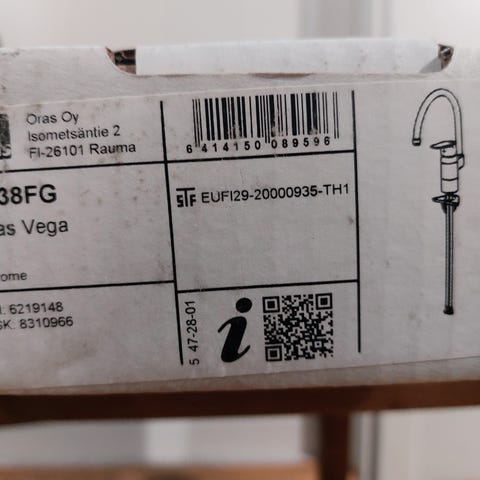 Oras Oy
Isometsäntie 2
FI-26101 Rauma
6 414150 089596
38FG
as Vega
STF EUFI29-20000935-TH1
ome
: 6219148
SK: 8310966
5 47-28-01
i